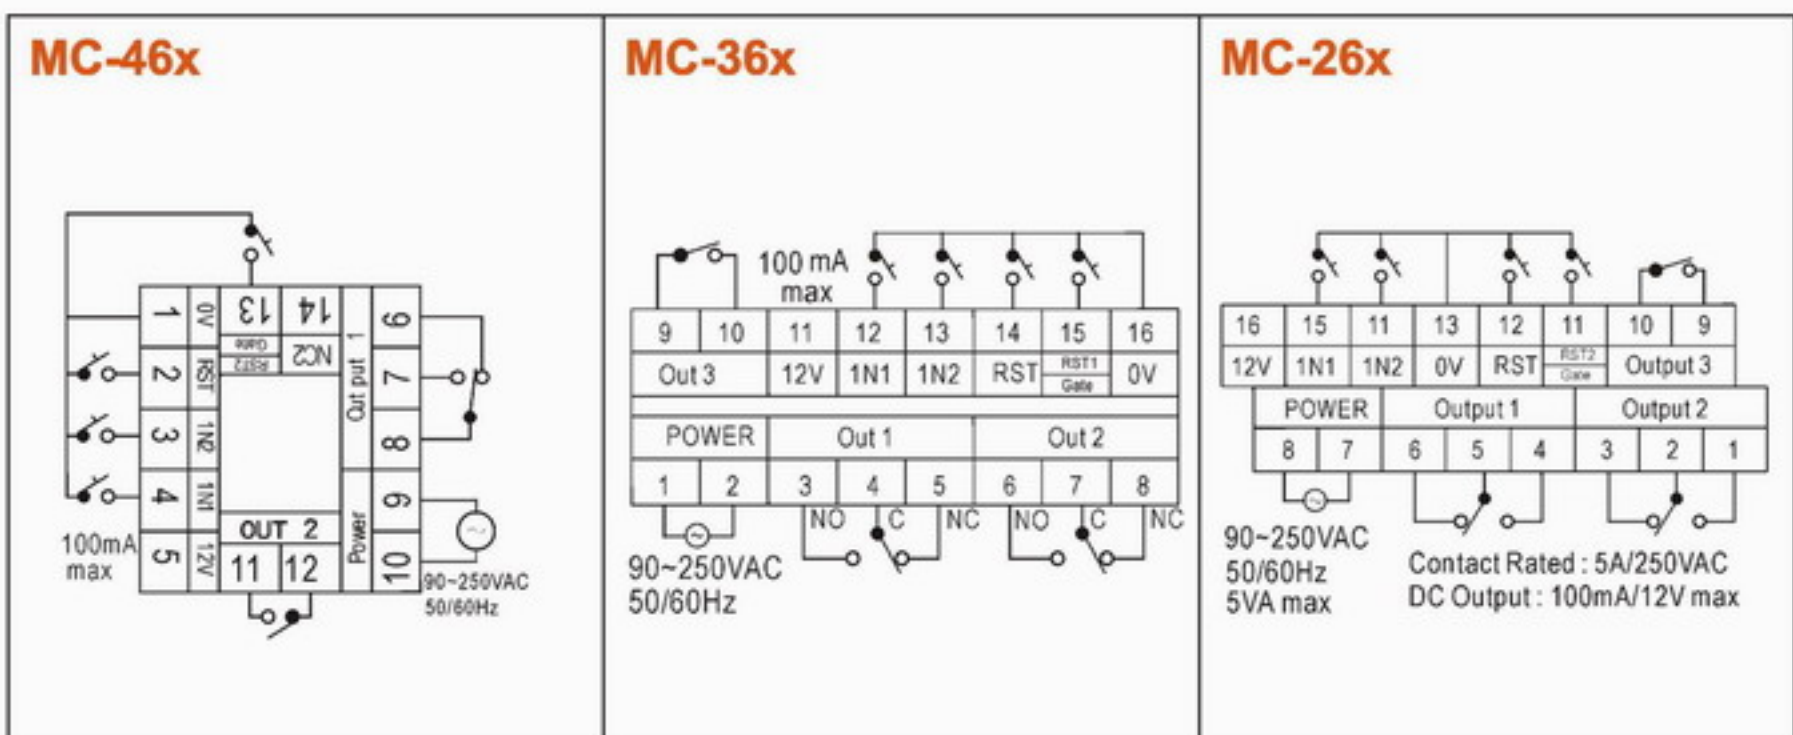 MC-46x
13 14
Gate
RST2
NC2
1 0V
2 RST
3 1N2
4 1N1
5 12V
100mA
max
OUT 2
11 12
Out put 1
6
7
8
Power
9
10
90~250VAC
50/60Hz
MC-36x
100 mA
max
9 10 11 12 13 14 15 16
Out 3 12V 1N1 1N2 RST RST1 0V
Gate
POWER Out 1 Out 2
1 2 3 4 5 6 7 8
NO C NC NO C NC
90~250VAC
50/60Hz
MC-26x
16 15 11 13 12 11 10 9
12V 1N1 1N2 0V RST RST2 Output 3
Gate
POWER Output 1 Output 2
8 7 6 5 4 3 2 1
90~250VAC
50/60Hz
5VA max
Contact Rated : 5A/250VAC
DC Output : 100mA/12V max